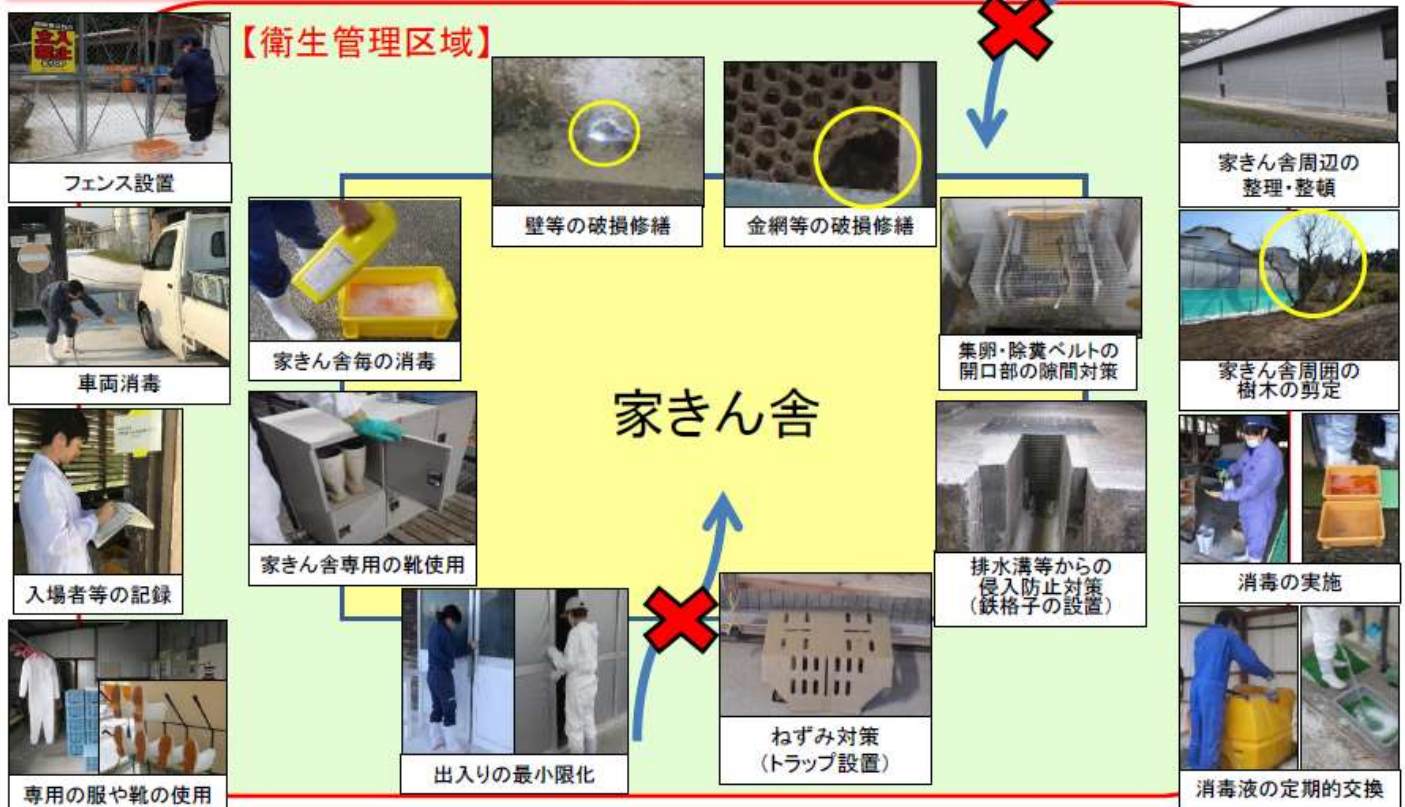 【衛生管理区域】
立入
禁止
フェンス設置
壁等の破損修繕
金網等の破損修繕
家きん舎周辺の
整理・整頓
車両消毒
家きん舎毎の消毒
集卵・除糞ベルトの
開口部の隙間対策
家きん舎周囲の
樹木の剪定
家きん舎
入場者等の記録
家きん舎専用の靴使用
排水溝等からの
侵入防止対策
（鉄格子の設置）
消毒の実施
専用の服や靴の使用
出入りの最小限化
ねずみ対策
（トラップ設置）
消毒液の定期的交換